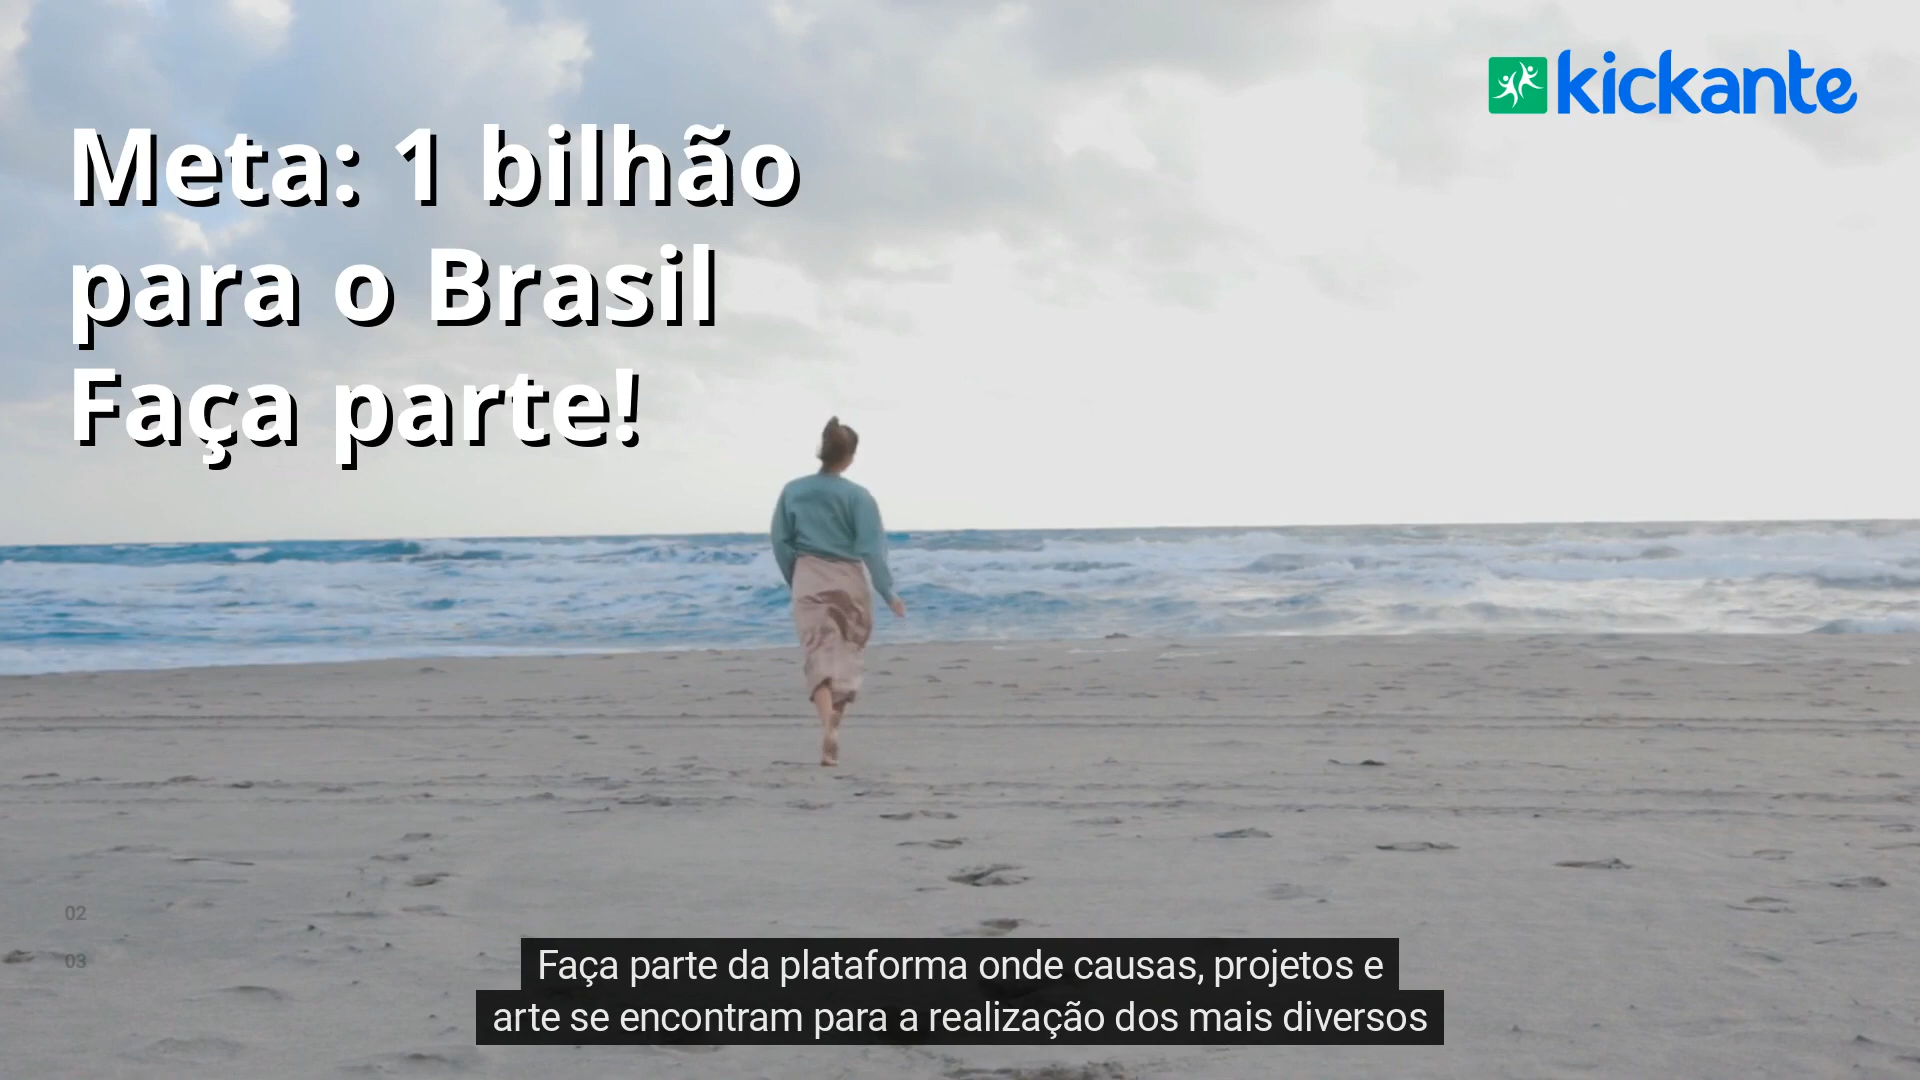 kickante
Meta: 1 bilhão
para o Brasil
Faça parte!
02
03
Faça parte da plataforma onde causas, projetos e
arte se encontram para a realização dos mais diversos